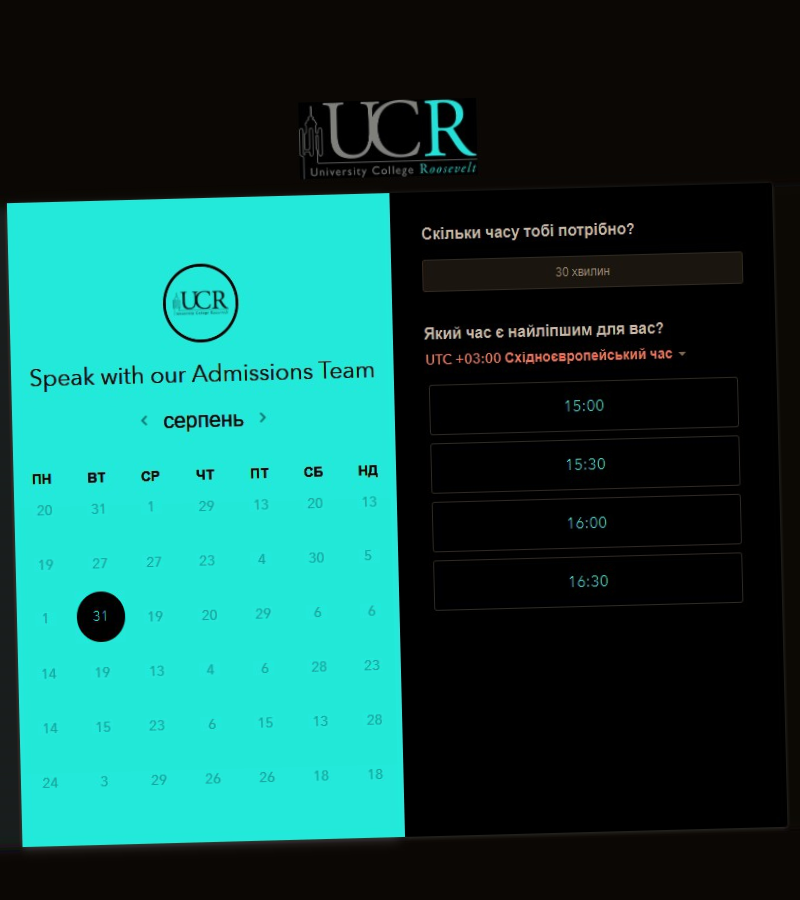 UCR
University College Roosevelt
UCR
University College Roosevelt
Speak with our Admissions Team
серпень
ПН ВТ СР ЧТ ПТ СБ НД
20 31 1 29 13 20 13
19 27 27 23 4 30 5
1 31 19 20 29 6 6
14 19 13 4 6 28 23
14 15 23 6 15 13 28
24 3 29 26 26 18 18
Скільки часу тобі потрібно?
30 хвилин
Який час є найліпшим для вас?
UTC +03:00 Східноєвропейський час
15:00
15:30
16:00
16:30